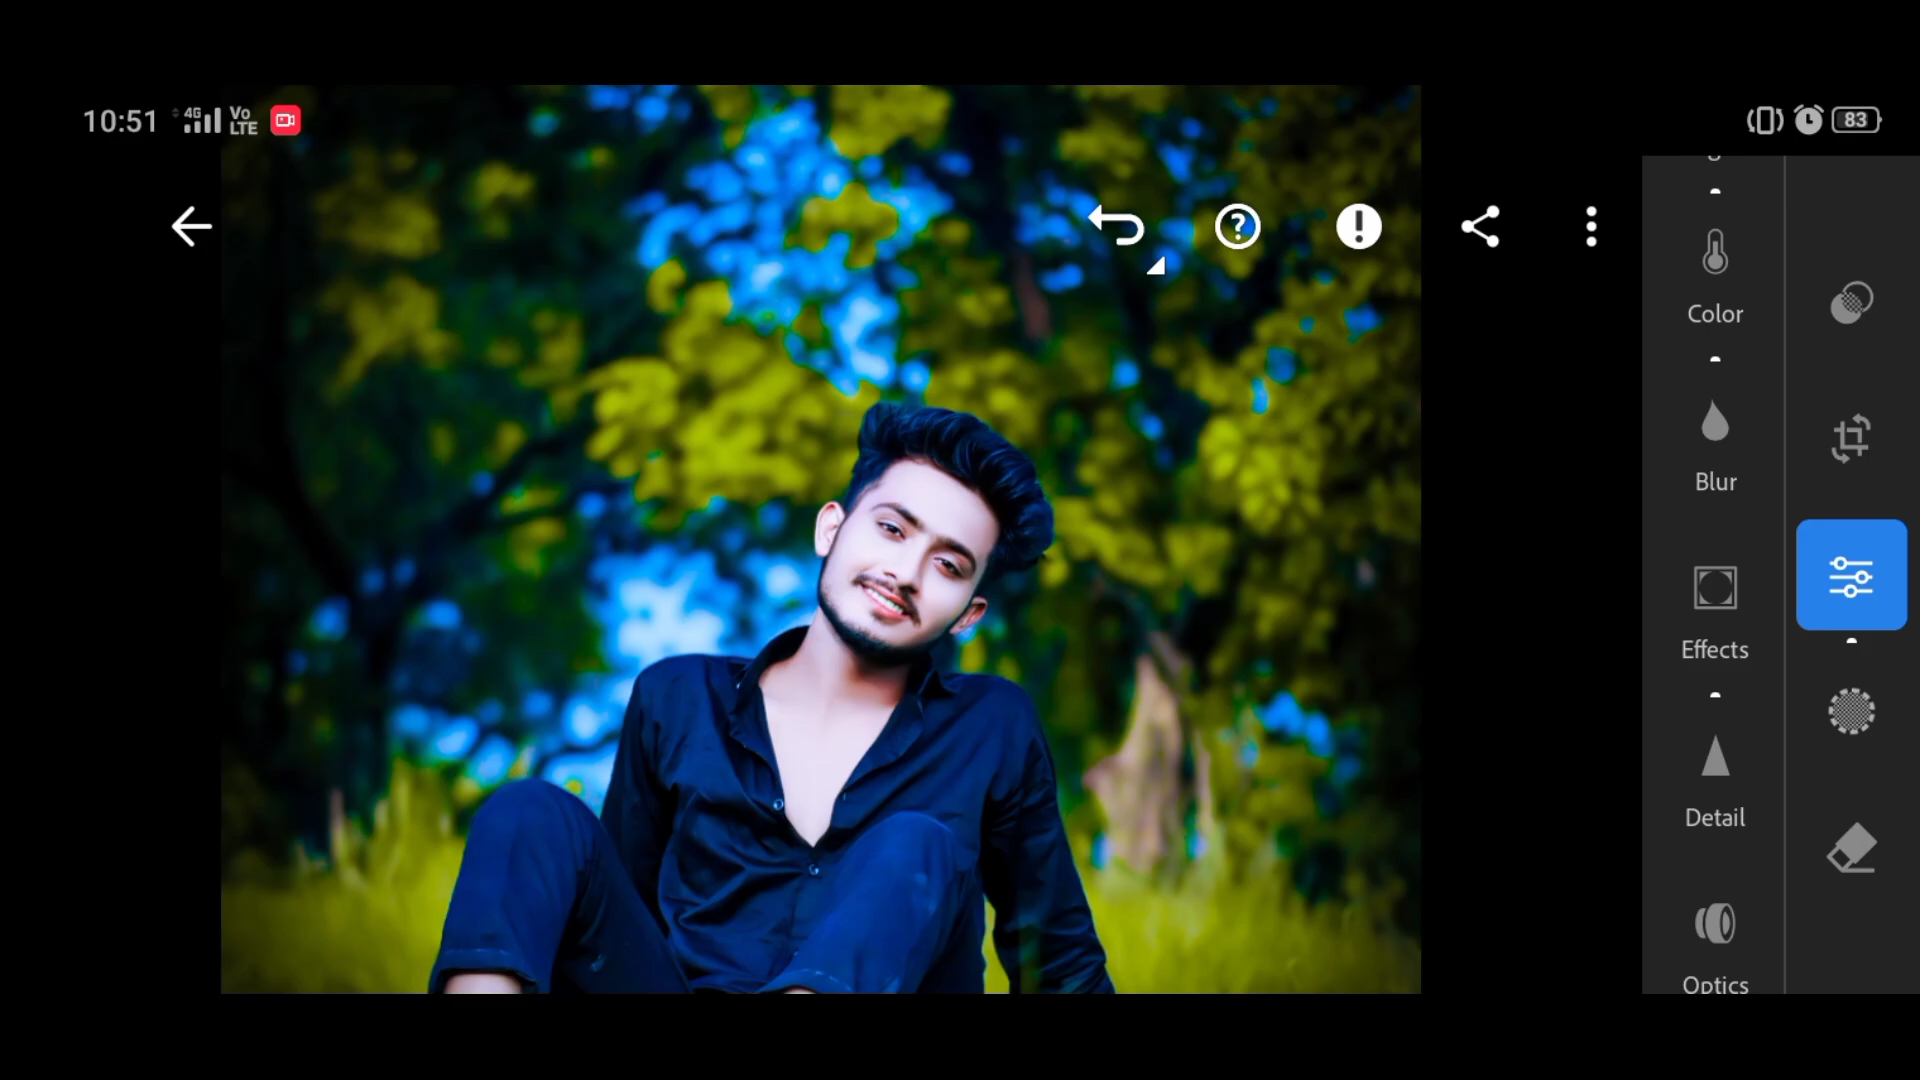 10:51 4G Vo LTE 83
Color
Blur
Effects
Detail
Optics